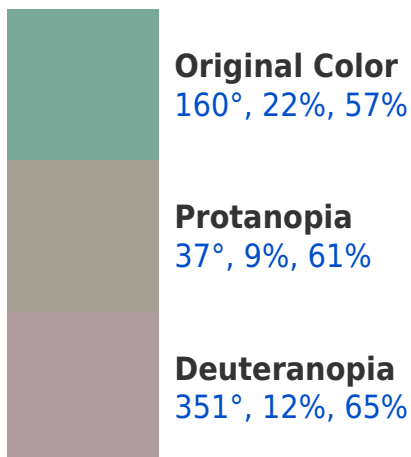 Original Color
160°, 22%, 57%
Protanopia
37°, 9%, 61%
Deuteranopia
351°, 12%, 65%